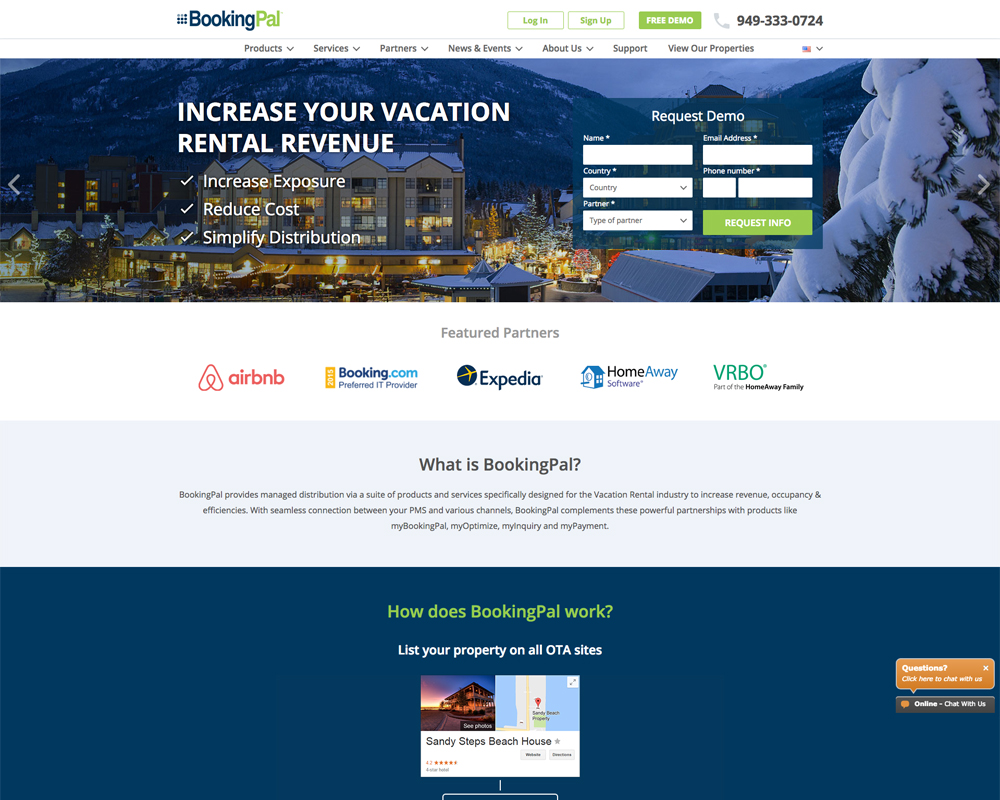 BookingPal
Log In
Sign Up
FREE DEMO
949-333-0724
Products
Services
Partners
News & Events
About Us
Support
View Our Properties
INCREASE YOUR VACATION
RENTAL REVENUE
Increase Exposure
Reduce Cost
Simplify Distribution
Request Demo
Name *
Email Address *
Country *
Phone number *
Country
Partner *
Type of partner
REQUEST INFO
Featured Partners
airbnb
2015
Booking.com
Preferred IT Provider
Expedia
HomeAway
Software
VRBO®
Part of the HomeAway Family
What is BookingPal?
BookingPal provides managed distribution via a suite of products and services specifically designed for the Vacation Rental industry to increase revenue, occupancy &
efficiencies. With seamless connection between your PMS and various channels, BookingPal complements these powerful partnerships with products like
myBookingPal, myOptimize, myInquiry and myPayment.
How does BookingPal work?
List your property on all OTA sites
See photos
Sandy Beach
Property
Sandy Steps Beach House
Website
Directions
4.2
4-star hotel
Questions?
Click here to chat with us
Online - Chat With Us